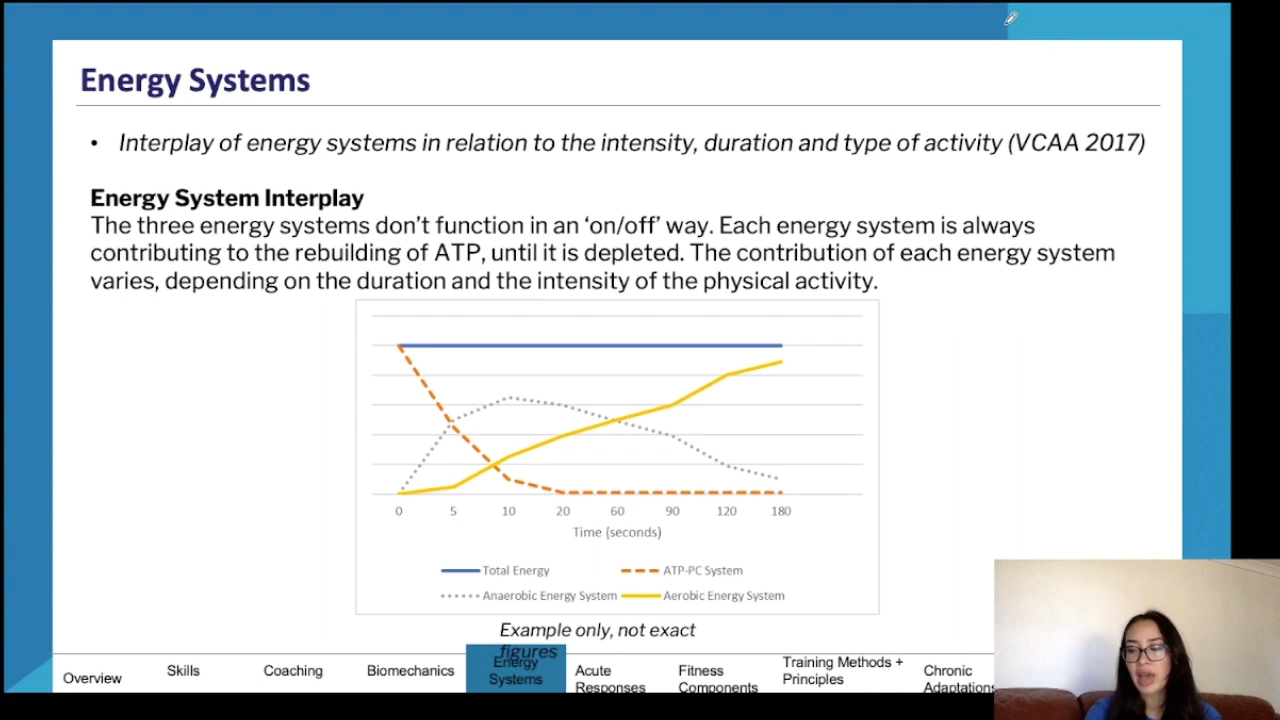 Energy Systems
• Interplay of energy systems in relation to the intensity, duration and type of activity (VCAA 2017)
Energy System Interplay
The three energy systems don’t function in an ‘on/off’ way. Each energy system is always
contributing to the rebuilding of ATP, until it is depleted. The contribution of each energy system
varies, depending on the duration and the intensity of the physical activity.
0 5 10 20 60 90 120 180
Time (seconds)
Total Energy ATP-PC System
Anaerobic Energy System Aerobic Energy System
Example only, not exact
figures
Overview
Skills
Coaching
Biomechanics
Energy
Systems
Acute
Responses
Fitness
Components
Training Methods +
Principles
Chronic
Adaptations